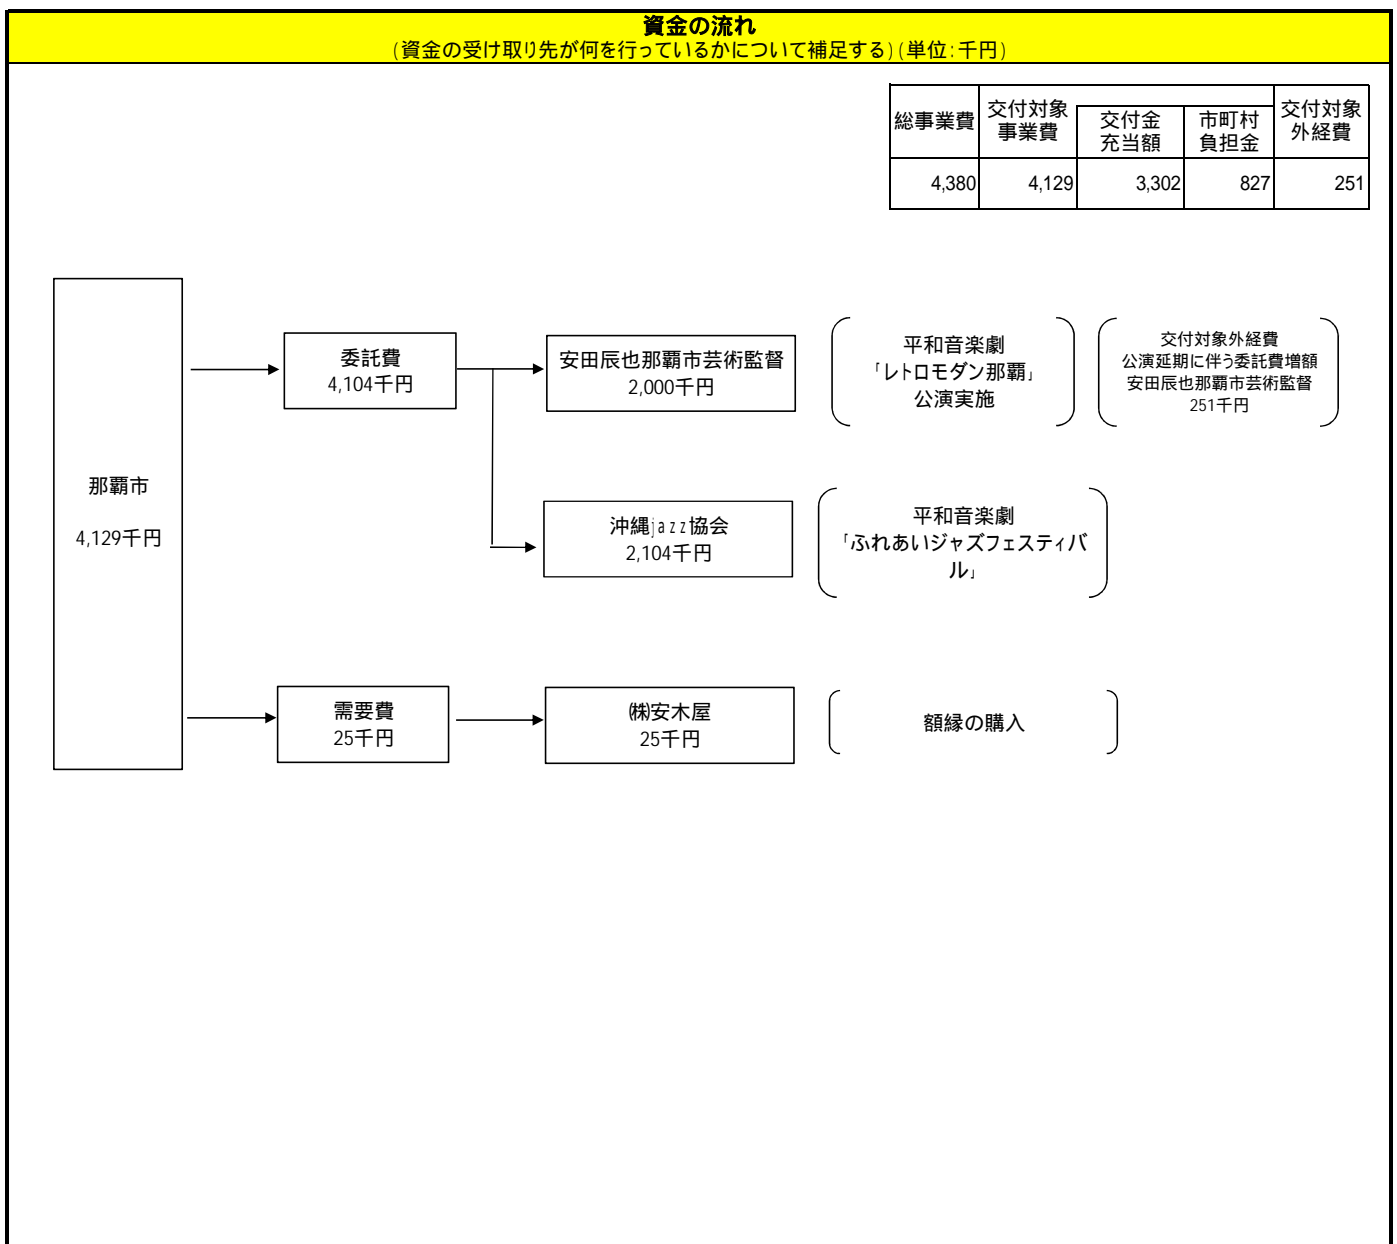 資金の流れ
(資金の受け取り先が何を行っているかについて補足する)(単位:千円)
総事業費
交付対象
事業費
交付金
充当額
市町村
負担金
交付対象
外経費
4,380
4,129
3,302
827
251
那覇市
4,129千円
委託費
4,104千円
安田辰也那覇市芸術監督
2,000千円
平和音楽劇
「レトロモダン那覇」
公演実施
交付対象外経費
公演延期に伴う委託費増額
安田辰也那覇市芸術監督
251千円
沖縄jazz協会
2,104千円
平和音楽劇
「ふれあいジャズフェスティバ
ル」
需要費
25千円
㈱安木屋
25千円
額縁の購入